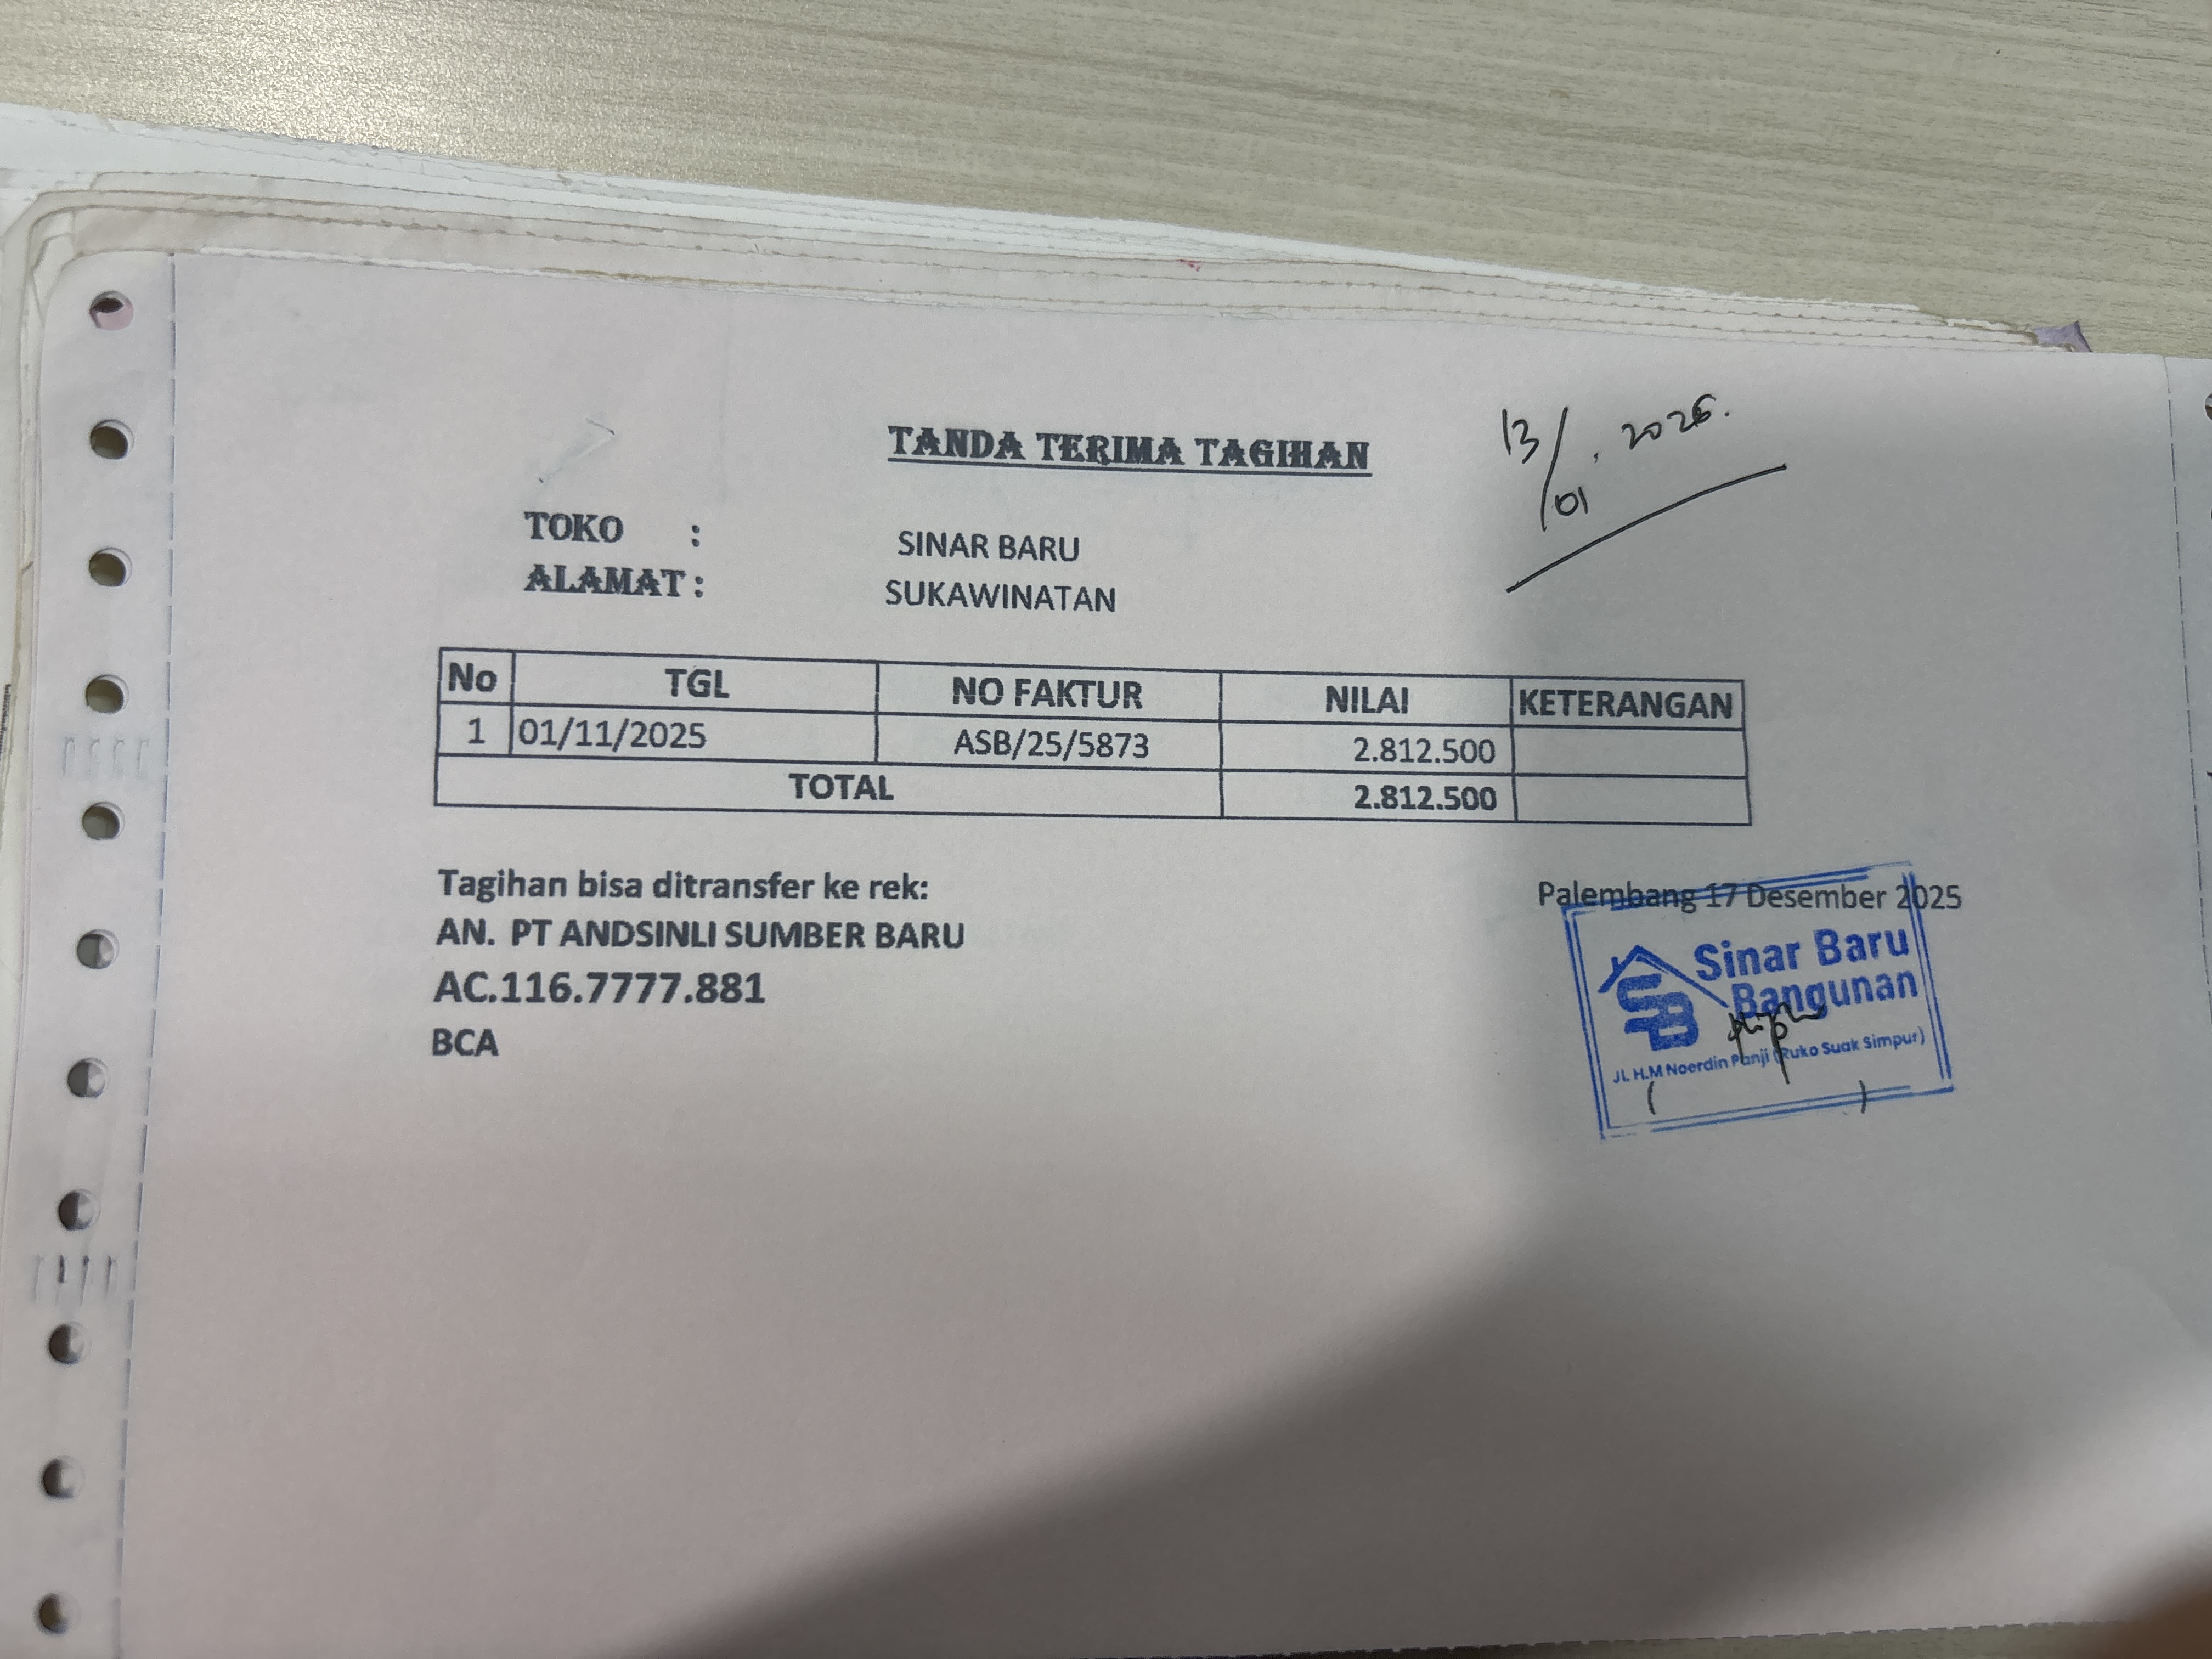 TANDA TERIMA TAGIHAN
13/01.2026.
TOKO : SINAR BARU
ALAMAT : SUKAWINATAN
No TGL NO FAKTUR NILAI KETERANGAN
1 01/11/2025 ASB/25/5873 2.812.500
TOTAL 2.812.500
Tagihan bisa ditransfer ke rek:
AN. PT ANDSINLI SUMBER BARU
AC.116.7777.881
BCA
Palembang 17 Desember 2025
SB
Sinar Baru
Bangunan
Jl. H.M Noerdin Panji (Ruko Suak Simpur)
( )